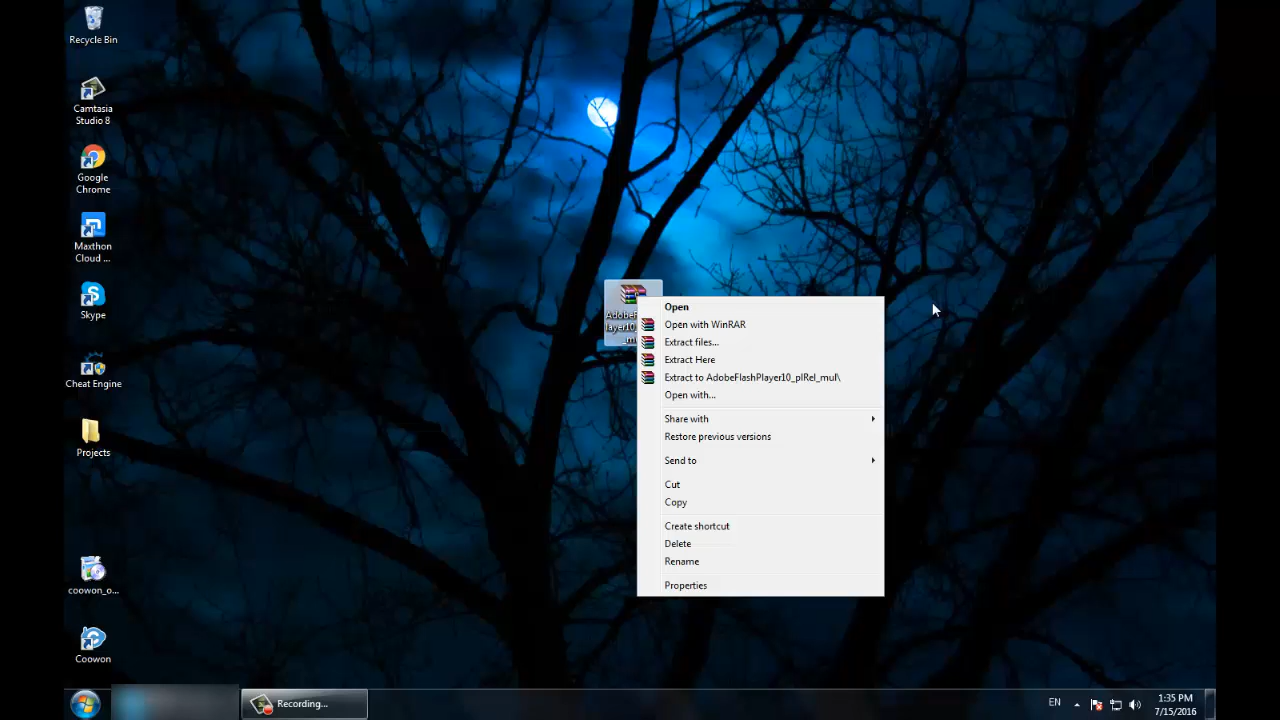 Recycle Bin
Camtasia
Studio 8
Google
Chrome
Maxthon
Cloud ...
Skype
Cheat Engine
Projects
coowon_o...
Coowon
Open
Open with WinRAR
Extract files...
Extract Here
Extract to AdobeFlashPlayer10_plRel_mul\
Open with...
Share with
Restore previous versions
Send to
Cut
Copy
Create shortcut
Delete
Rename
Properties
Recording...
EN
1:35 PM
7/15/2016